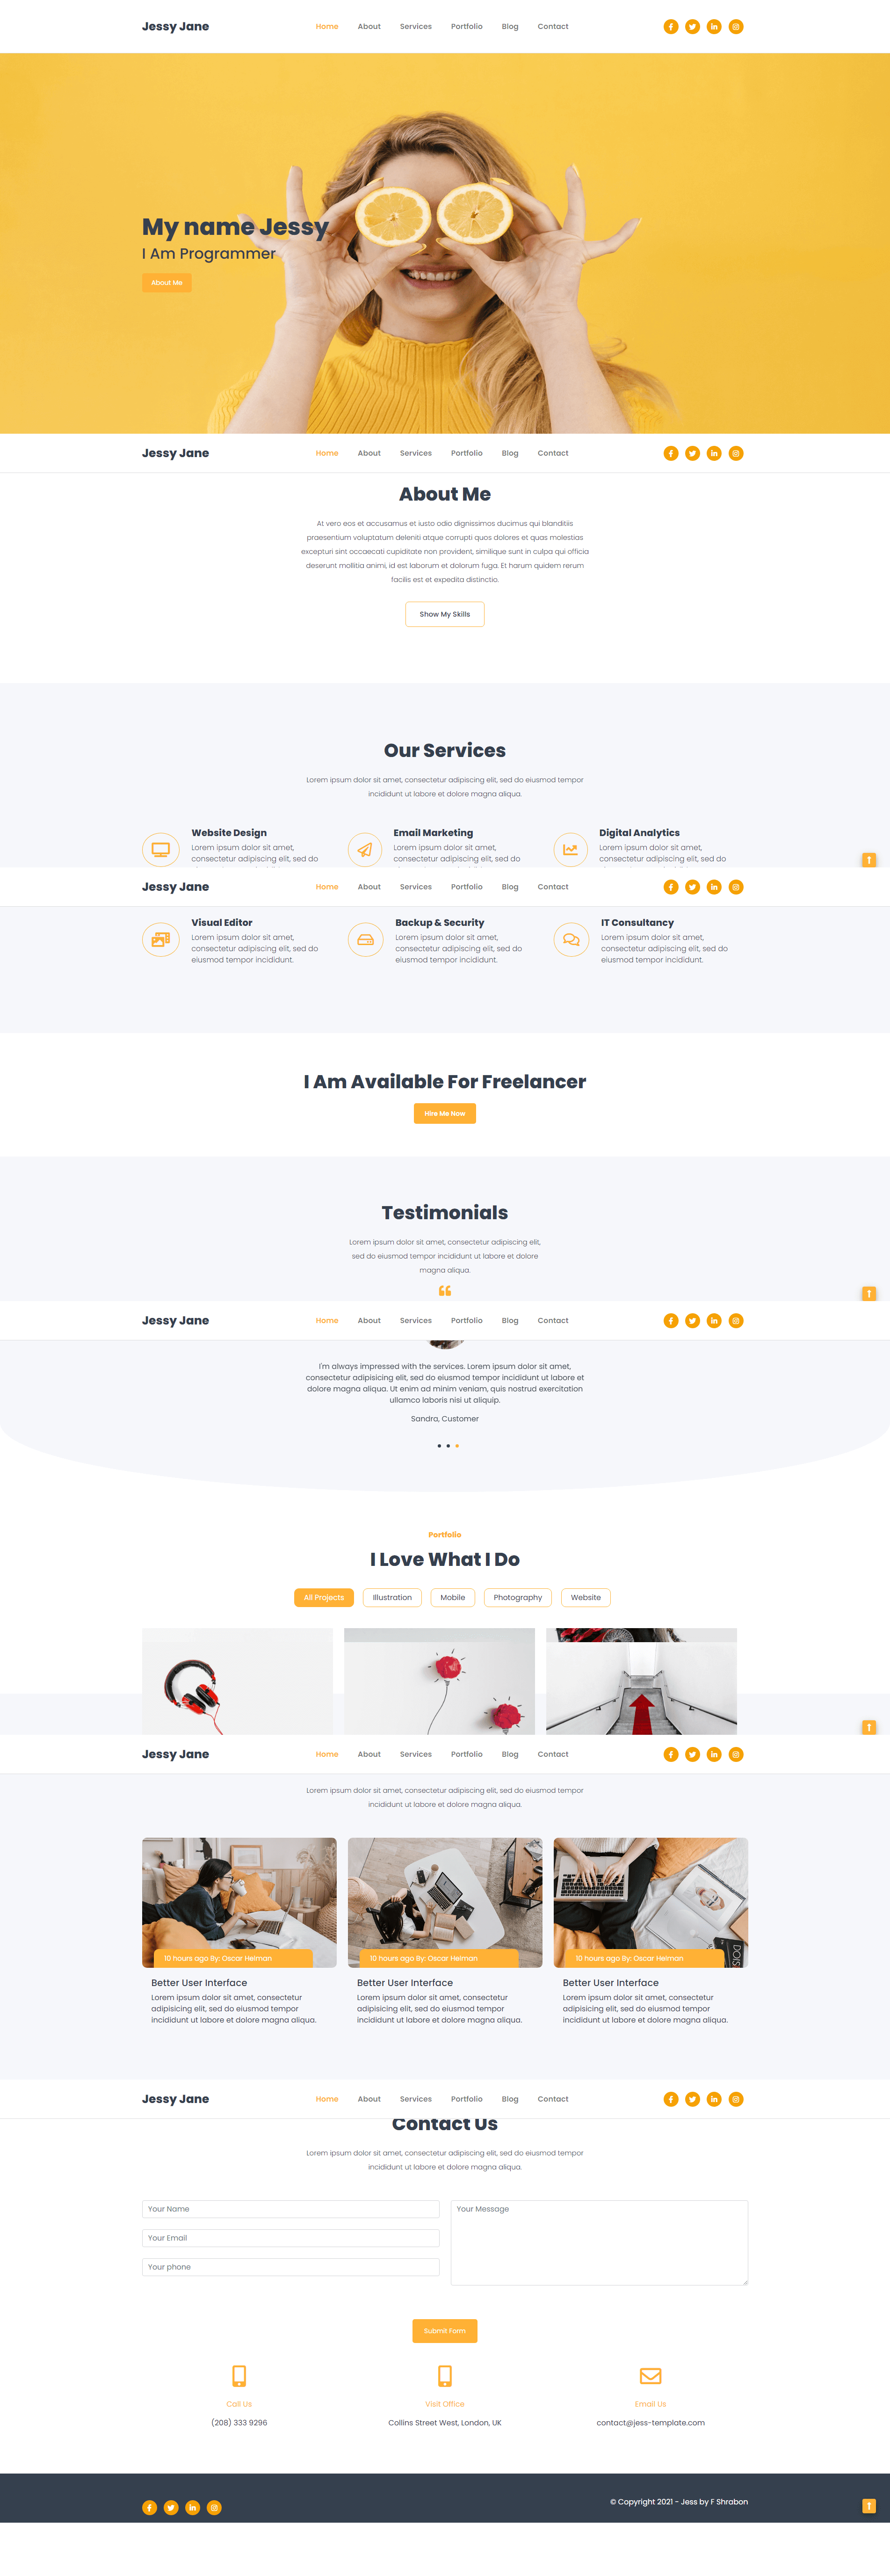 Jessy Jane
Home About Services Portfolio Blog Contact
My name Jessy
I Am Programmer
About Me
Jessy Jane
Home About Services Portfolio Blog Contact
About Me
At vero eos et accusamus et iusto odio dignissimos ducimus qui blanditiis
praesentium voluptatum deleniti atque corrupti quos dolores et quas molestias
excepturi sint occaecati cupiditate non provident, similique sunt in culpa qui officia
deserunt mollitia animi, id est laborum et dolorum fuga. Et harum quidem rerum
facilis est et expedita distinctio.
Show My Skills
Our Services
Lorem ipsum dolor sit amet, consectetur adipiscing elit, sed do eiusmod tempor
incididunt ut labore et dolore magna aliqua.
Website Design
Lorem ipsum dolor sit amet,
consectetur adipiscing elit, sed do
Email Marketing
Lorem ipsum dolor sit amet,
consectetur adipiscing elit, sed do
Digital Analytics
Lorem ipsum dolor sit amet,
consectetur adipiscing elit, sed do
Jessy Jane
Home About Services Portfolio Blog Contact
Visual Editor
Lorem ipsum dolor sit amet,
consectetur adipiscing elit, sed do
eiusmod tempor incididunt.
Backup & Security
Lorem ipsum dolor sit amet,
consectetur adipiscing elit, sed do
eiusmod tempor incididunt.
IT Consultancy
Lorem ipsum dolor sit amet,
consectetur adipiscing elit, sed do
eiusmod tempor incididunt.
I Am Available For Freelancer
Hire Me Now
Testimonials
Lorem ipsum dolor sit amet, consectetur adipiscing elit,
sed do eiusmod tempor incididunt ut labore et dolore
magna aliqua.
Jessy Jane
Home About Services Portfolio Blog Contact
I'm always impressed with the services. Lorem ipsum dolor sit amet,
consectetur adipisicing elit, sed do eiusmod tempor incididunt ut labore et
dolore magna aliqua. Ut enim ad minim veniam, quis nostrud exercitation
ullamco laboris nisi ut aliquip.
Sandra, Customer
Portfolio
I Love What I Do
All Projects Illustration Mobile Photography Website
Jessy Jane
Home About Services Portfolio Blog Contact
Lorem ipsum dolor sit amet, consectetur adipiscing elit, sed do eiusmod tempor
incididunt ut labore et dolore magna aliqua.
10 hours ago By: Oscar Helman
Better User Interface
Lorem ipsum dolor sit amet, consectetur
adipisicing elit, sed do eiusmod tempor
incididunt ut labore et dolore magna aliqua.
10 hours ago By: Oscar Helman
Better User Interface
Lorem ipsum dolor sit amet, consectetur
adipisicing elit, sed do eiusmod tempor
incididunt ut labore et dolore magna aliqua.
10 hours ago By: Oscar Helman
Better User Interface
Lorem ipsum dolor sit amet, consectetur
adipisicing elit, sed do eiusmod tempor
incididunt ut labore et dolore magna aliqua.
Jessy Jane
Home About Services Portfolio Blog Contact
Contact Us
Lorem ipsum dolor sit amet, consectetur adipiscing elit, sed do eiusmod tempor
incididunt ut labore et dolore magna aliqua.
Your Name
Your Email
Your phone
Your Message
Submit Form
Call Us
(208) 333 9296
Visit Office
Collins Street West, London, UK
Email Us
contact@jess-template.com
© Copyright 2021 - Jess by F Shrabon